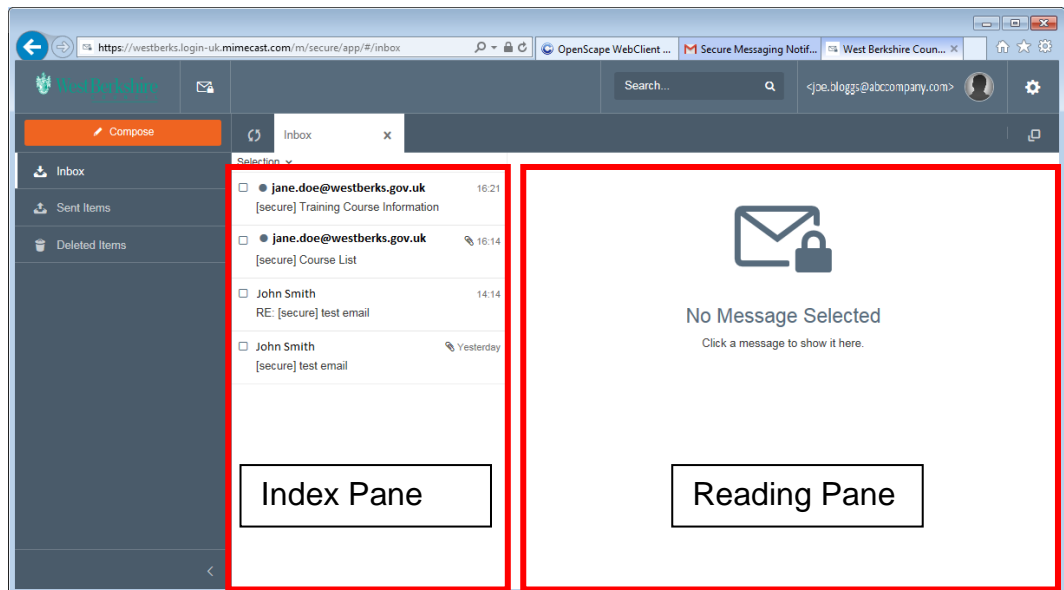 https://westberks.login-uk.mimecast.com/m/secure/app/#/inbox
OpenScape WebClient ...
Secure Messaging Notif...
West Berkshire Coun...
West Berkshire
Search...
<joe.bloggs@abccompany.com>
Compose
Inbox
Inbox
Sent Items
Deleted Items
Selection
jane.doe@westberks.gov.uk 16:21
[secure] Training Course Information
jane.doe@westberks.gov.uk 16:14
[secure] Course List
John Smith 14:14
RE: [secure] test email
John Smith Yesterday
[secure] test email
No Message Selected
Click a message to show it here.
Index Pane
Reading Pane